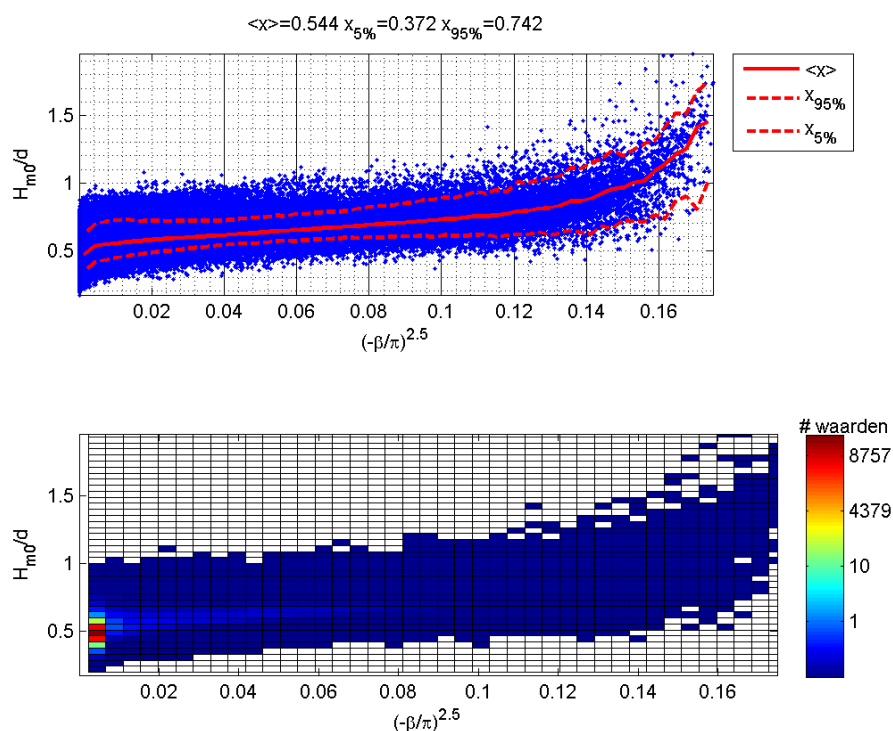 <x>=0.544 x5%=0.372 x95%=0.742
1.5
1
0.5
Hm0/d
0.02 0.04 0.06 0.08 0.1 0.12 0.14 0.16
(-β/π)2.5
<x>
x95%
x5%
1.5
1
0.5
Hm0/d
0.02 0.04 0.06 0.08 0.1 0.12 0.14 0.16
(-β/π)2.5
# waarden
8757
4379
10
1